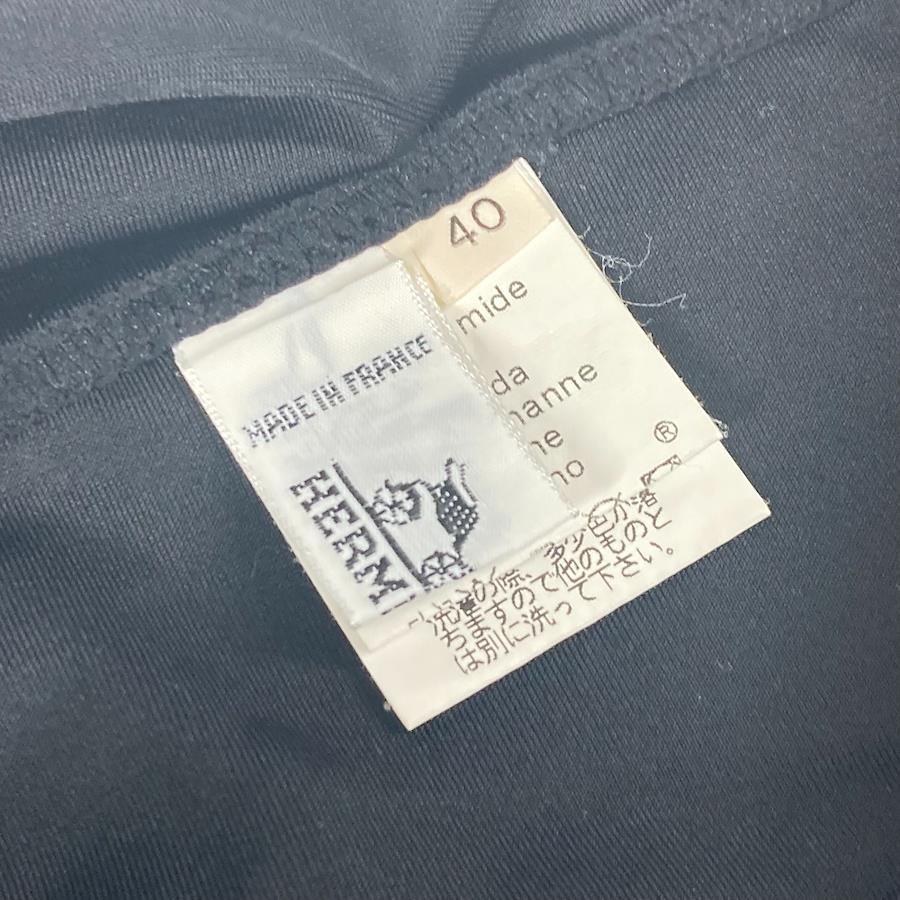 40
MADE IN FRANCE
HERM
mide
da
hanne
ne
no
®
洗濯の際、多少色が落
ちますので他のものと
は別に洗って下さい。